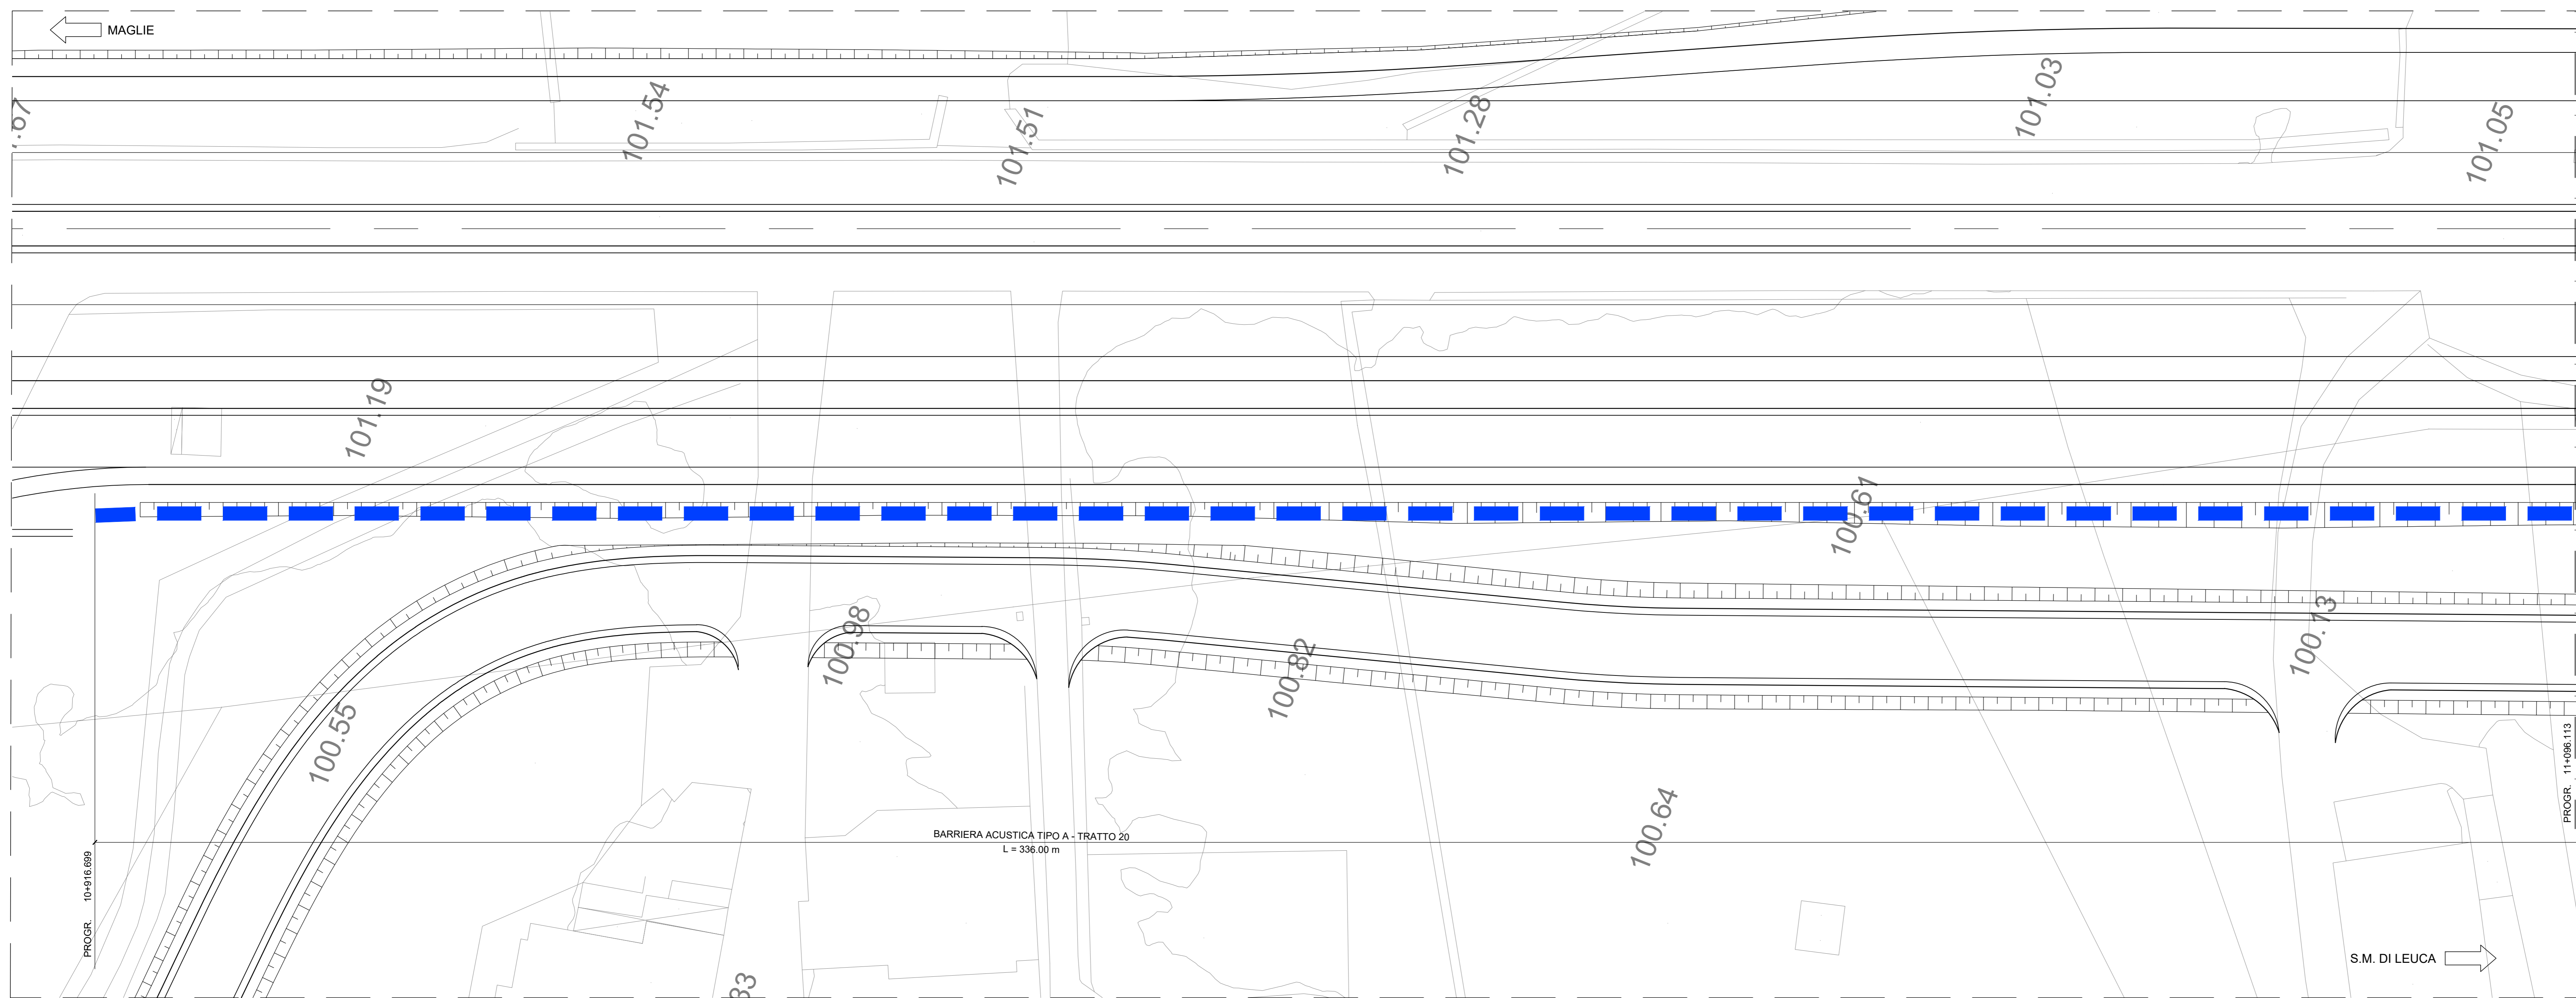 MAGLIE
101.54
101.51
101.28
101.03
101.05
101.19
100.61
100.98
100.82
100.13
100.55
100.64
BARRIERA ACUSTICA TIPO A - TRATTO 20
L = 336.00 m
PROGR. 10+916.699
PROGR. 11+096.113
S.M. DI LEUCA